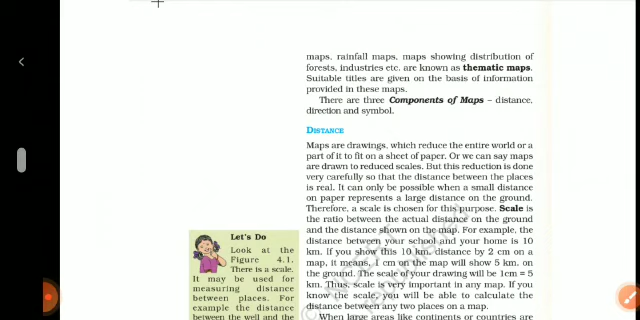 maps, rainfall maps, maps showing distribution of
forests, industries etc. are known as thematic maps.
Suitable titles are given on the basis of information
provided in these maps.
There are three Components of Maps – distance,
direction and symbol.
DISTANCE
Maps are drawings, which reduce the entire world or a
part of it to fit on a sheet of paper. Or we can say maps
are drawn to reduced scales. But this reduction is done
very carefully so that the distance between the places
is real. It can only be possible when a small distance
on paper represents a large distance on the ground.
Therefore, a scale is chosen for this purpose. Scale is
the ratio between the actual distance on the ground
and the distance shown on the map. For example, the
distance between your school and your home is 10
km. If you show this 10 km. distance by 2 cm on a
map, it means, 1 cm on the map will show 5 km. on
the ground. The scale of your drawing will be 1cm = 5
km. Thus, scale is very important in any map. If you
know the scale, you will be able to calculate the
distance between any two places on a map.
When large areas like continents or countries are
Let's Do
Look at the
Figure 4.1.
There is a scale.
It may be used for
measuring distance
between places. For
example the distance
between the well and the